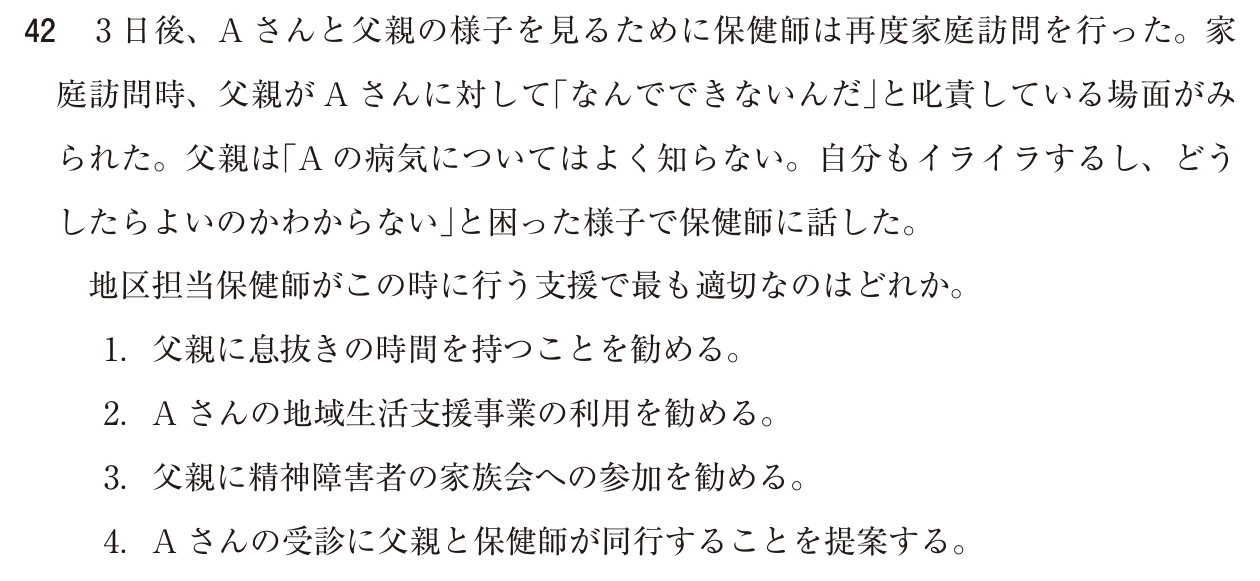 42　3 日後、A さんと父親の様子を見るために保健師は再度家庭訪問を行った。家
庭訪問時、父親が A さんに対して「なんでできないんだ」と叱責している場面がみ
られた。父親は「A の病気についてはよく知らない。自分もイライラするし、どう
したらよいのかわからない」と困った様子で保健師に話した。
地区担当保健師がこの時に行う支援で最も適切なのはどれか。
1. 父親に息抜きの時間を持つことを勧める。
2. A さんの地域生活支援事業の利用を勧める。
3. 父親に精神障害者の家族会への参加を勧める。
4. A さんの受診に父親と保健師が同行することを提案する。